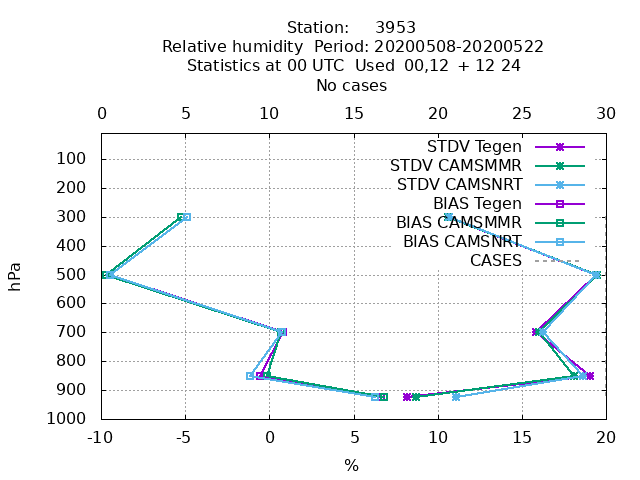 Station: 3953
Relative humidity Period: 20200508-20200522
Statistics at 00 UTC Used 00,12 + 12 24
No cases
0 5 10 15 20 25 30
STDV Tegen
STDV CAMSMMR
STDV CAMSNRT
BIAS Tegen
BIAS CAMSMMR
BIAS CAMSNRT
CASES
100
200
300
400
500
600
700
800
900
1000
hPa
-10 -5 0 5 10 15 20
%